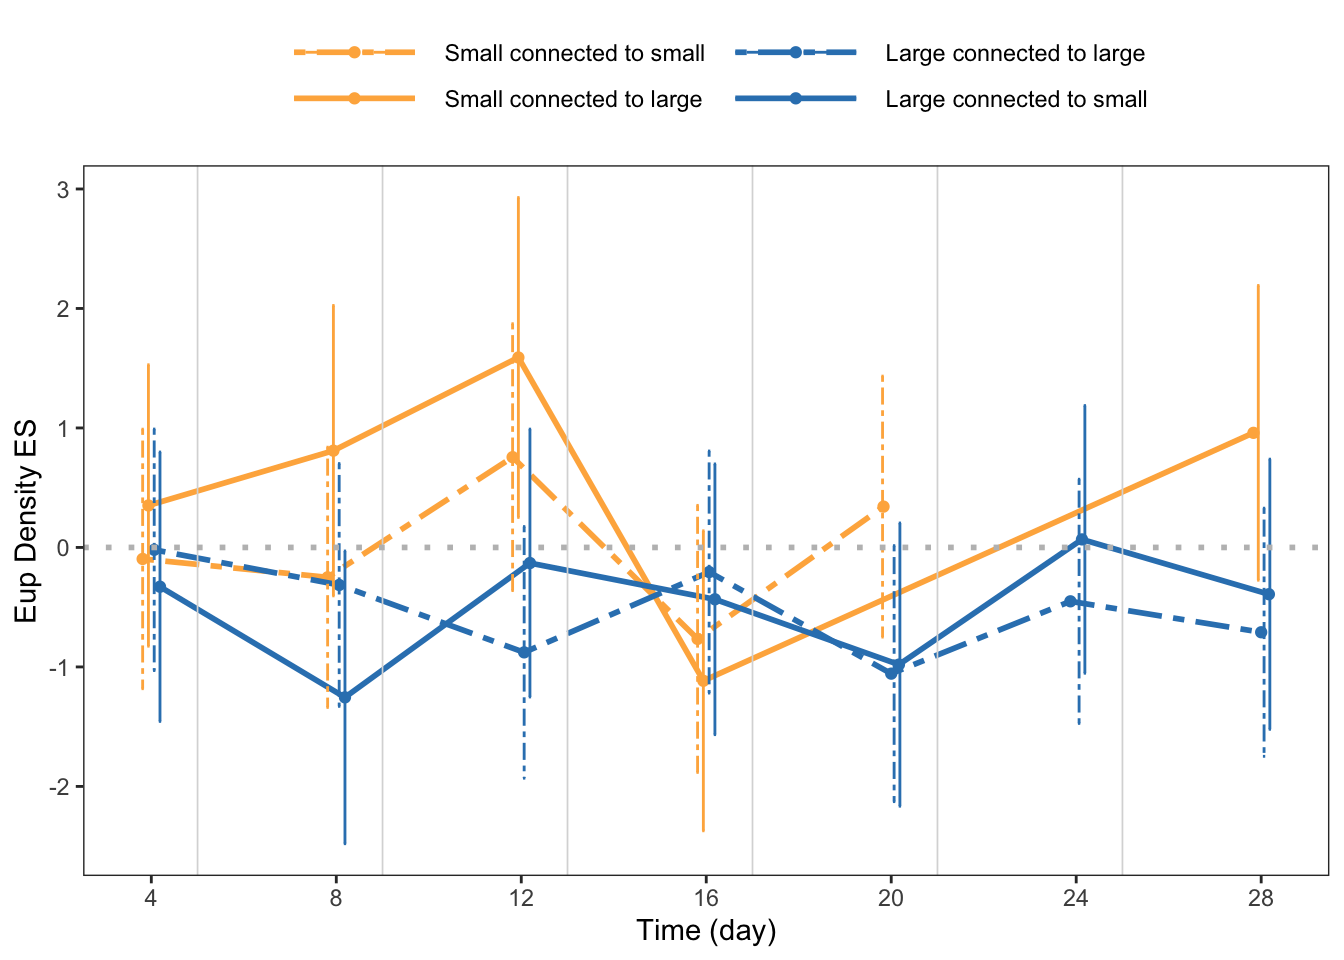 Small connected to small
Large connected to large
Small connected to large
Large connected to small
Eup Density ES
3
2
1
0
-1
-2
4 8 12 16 20 24 28
Time (day)